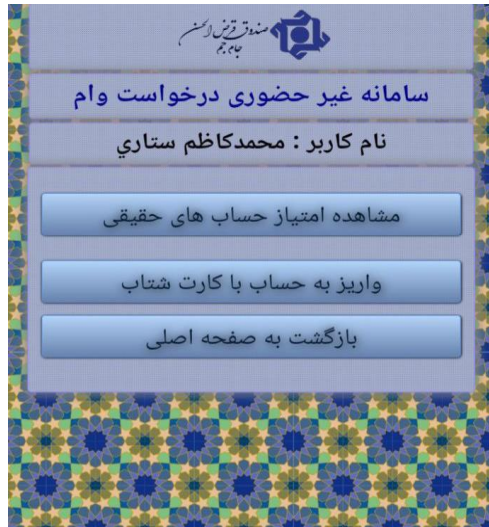 صندوق قرض الحسن
جام جم
سامانه غیر حضوری درخواست وام
نام کاربر : محمدکاظم ستاري
مشاهده امتیاز حساب های حقیقی
واریز به حساب با کارت شتاب
بازگشت به صفحه اصلی